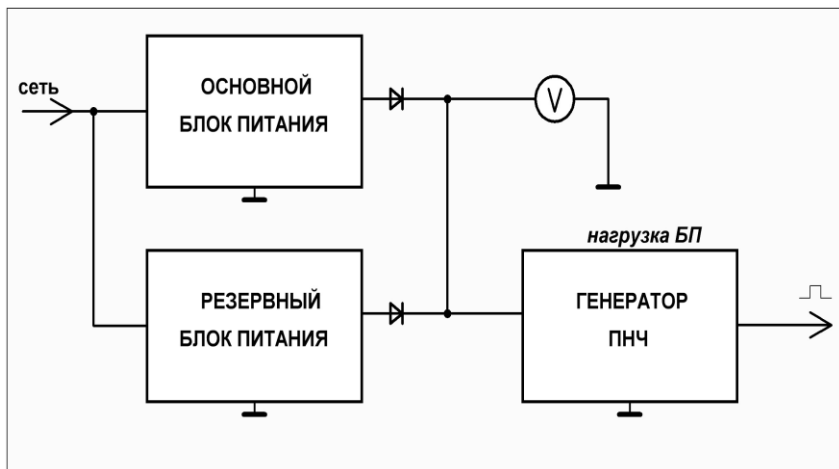 сеть
ОСНОВНОЙ
БЛОК ПИТАНИЯ
V
нагрузка БП
РЕЗЕРВНЫЙ
БЛОК ПИТАНИЯ
ГЕНЕРАТОР
ПНЧ